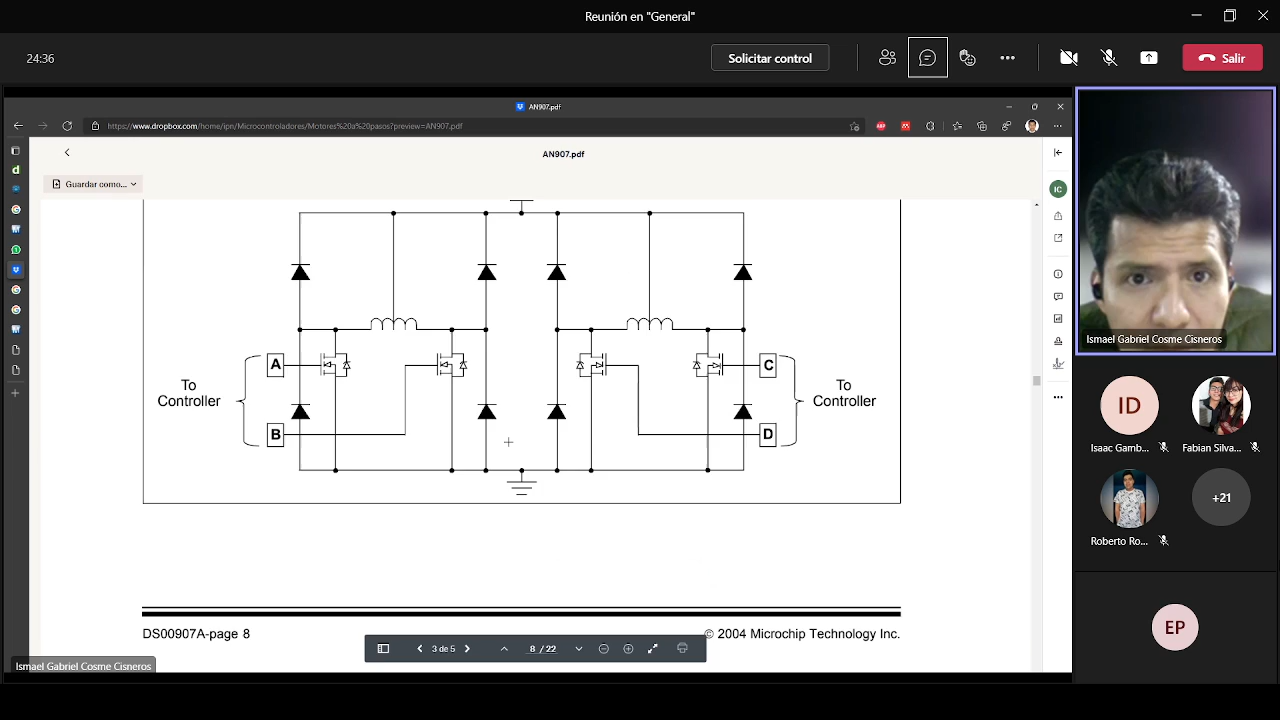 Reunión en "General"
24:36
Solicitar control
Salir
AN907.pdf
https://www.dropbox.com/home/ipn/Microcontroladores/Motores%20a%20pasos?preview=AN907.pdf
AN907.pdf
Guardar como...
IC
A
B
C
D
To
Controller
To
Controller
DS00907A-page 8
© 2004 Microchip Technology Inc.
3 de 5
8 / 22
Ismael Gabriel Cosme Cisneros
Ismael Gabriel Cosme Cisneros
ID
Isaac Gamb...
Fabian Silva...
Roberto Ro...
+21
EP